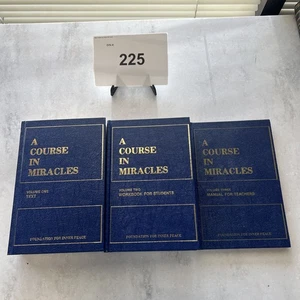 225
A
COURSE
IN
MIRACLES
VOLUME ONE
TEXT
FOUNDATION FOR INNER PEACE
A
COURSE
IN
MIRACLES
VOLUME TWO
WORKBOOK FOR STUDENTS
FOUNDATION FOR INNER PEACE
A
COURSE
IN
MIRACLES
VOLUME THREE
MANUAL FOR TEACHERS
FOUNDATION FOR INNER PEACE